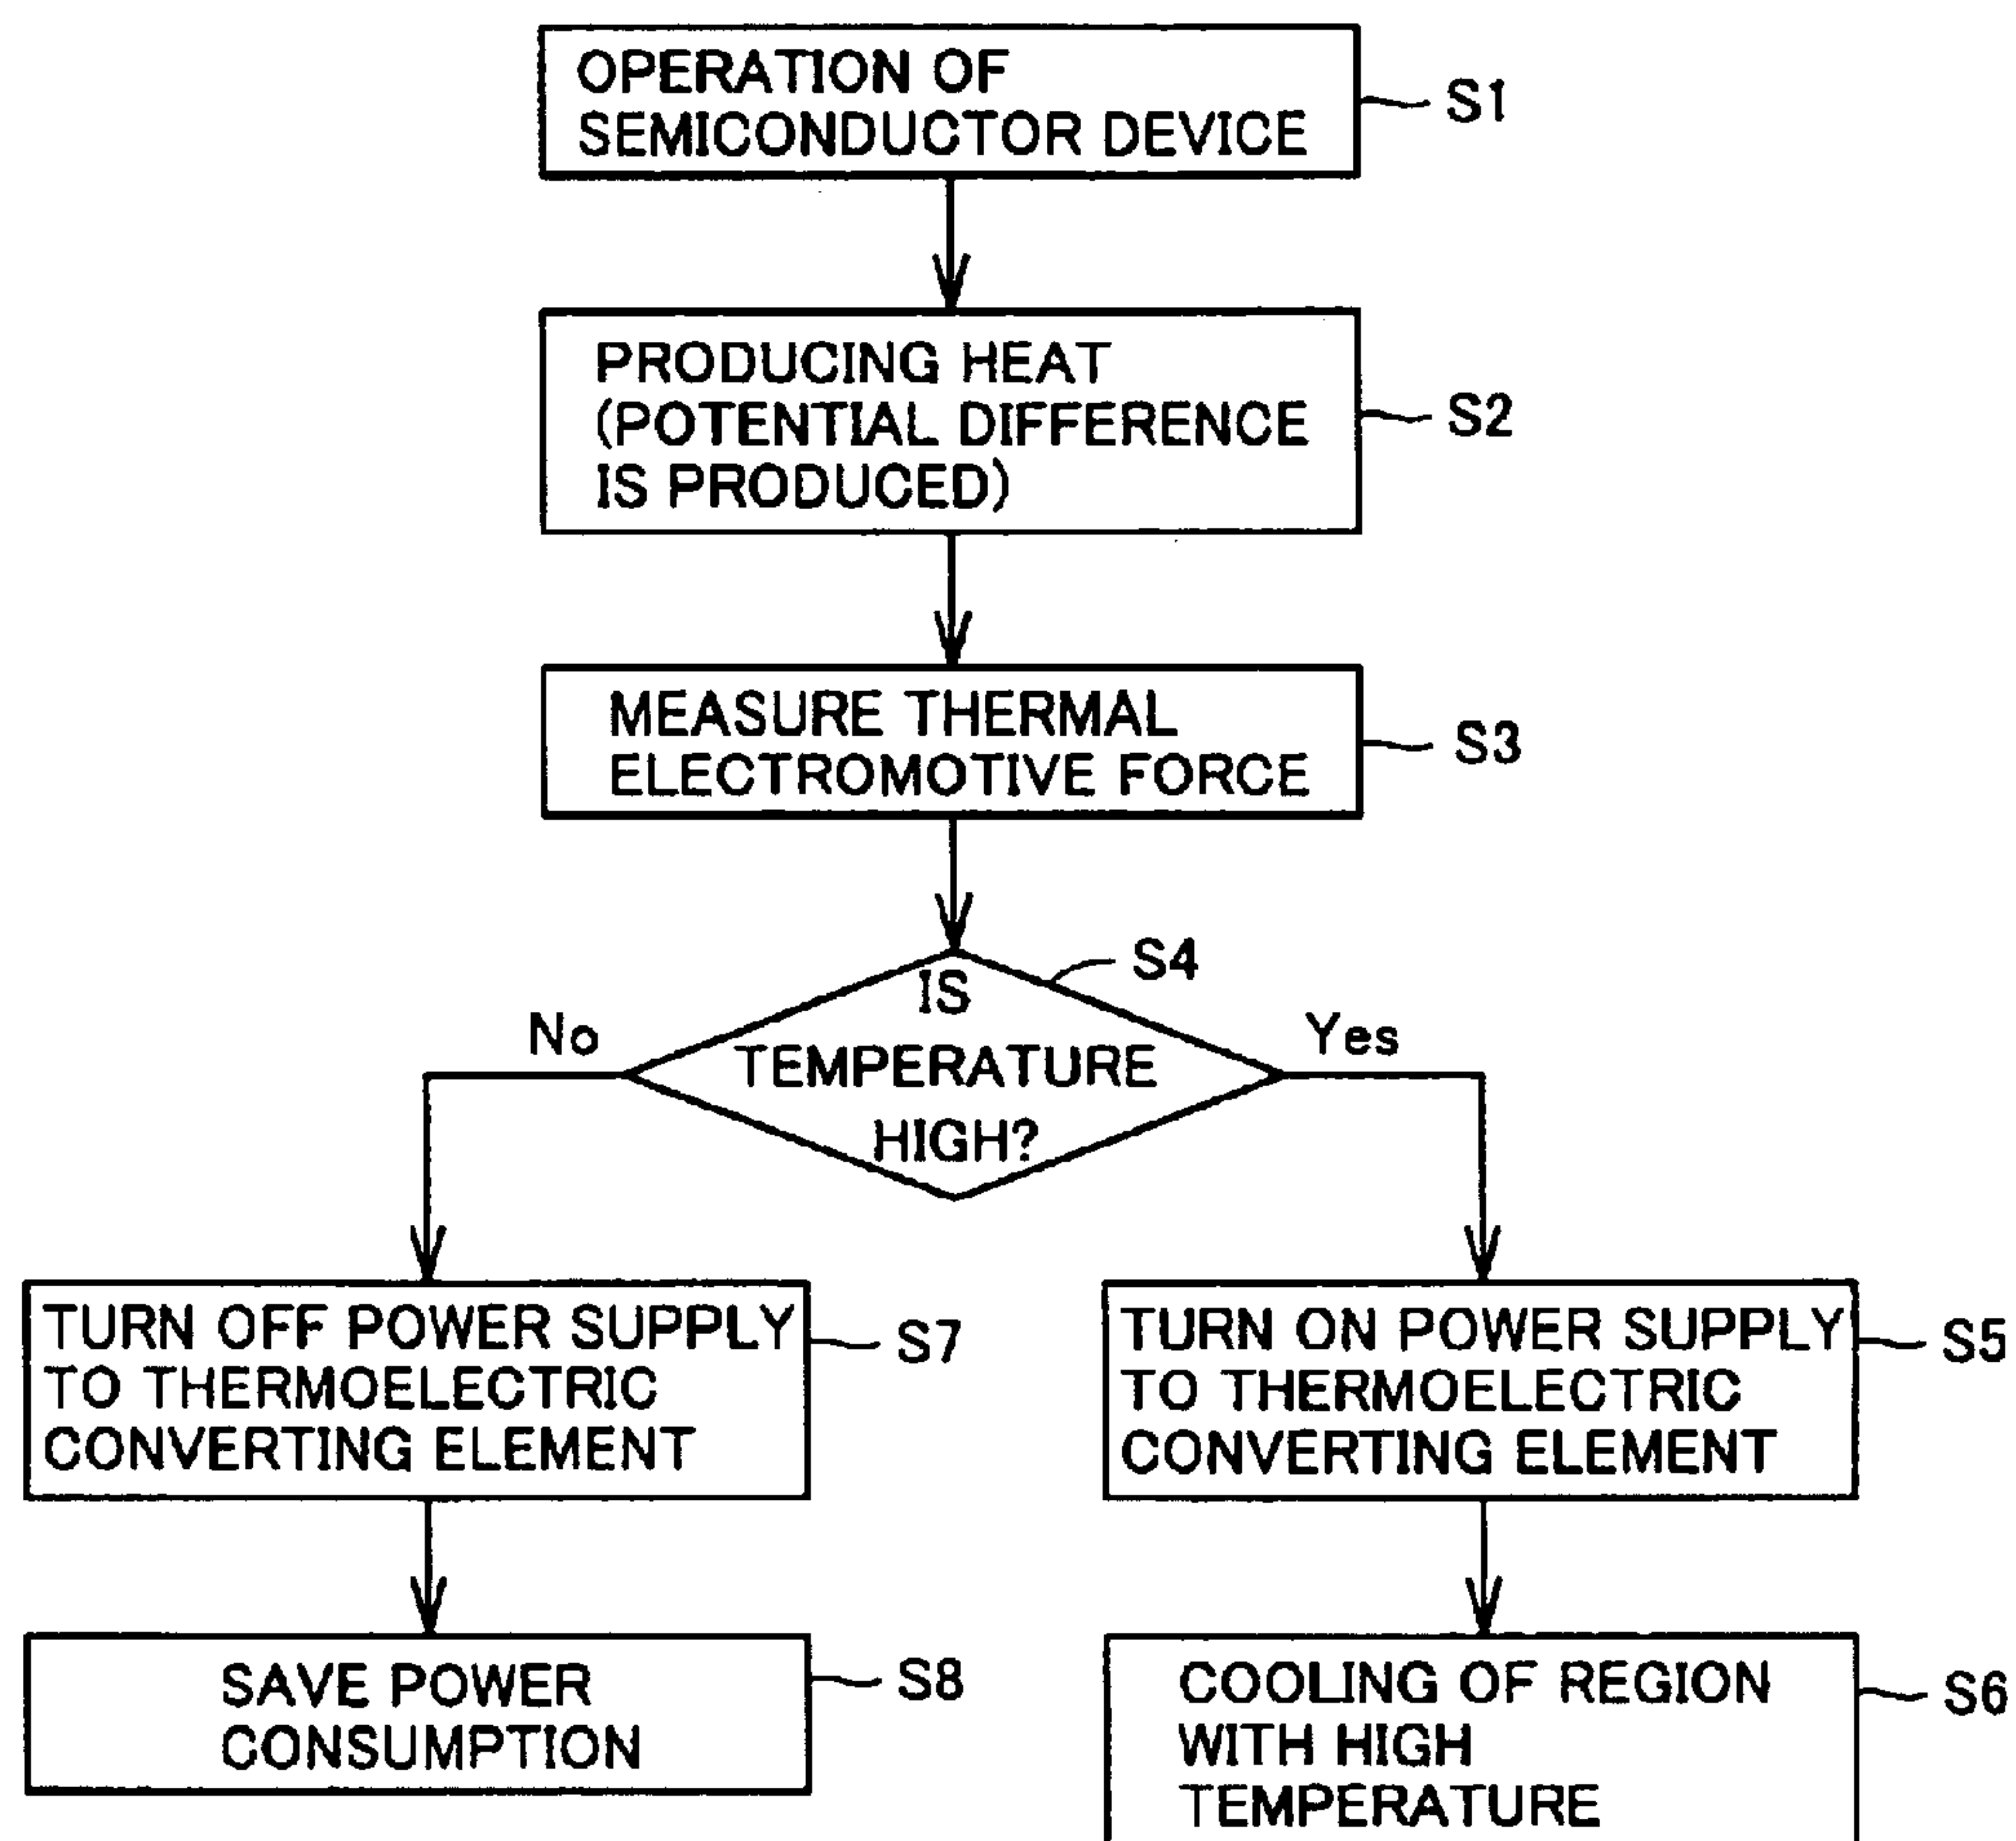 OPERATION OF
SEMICONDUCTOR DEVICE
S1
PRODUCING HEAT
(POTENTIAL DIFFERENCE
IS PRODUCED)
S2
MEASURE THERMAL
ELECTROMOTIVE FORCE
S3
S4
IS
TEMPERATURE
HIGH?
No
Yes
TURN OFF POWER SUPPLY
TO THERMOELECTRIC
CONVERTING ELEMENT
S7
TURN ON POWER SUPPLY
TO THERMOELECTRIC
CONVERTING ELEMENT
S5
SAVE POWER
CONSUMPTION
S8
COOLING OF REGION
WITH HIGH
TEMPERATURE
S6